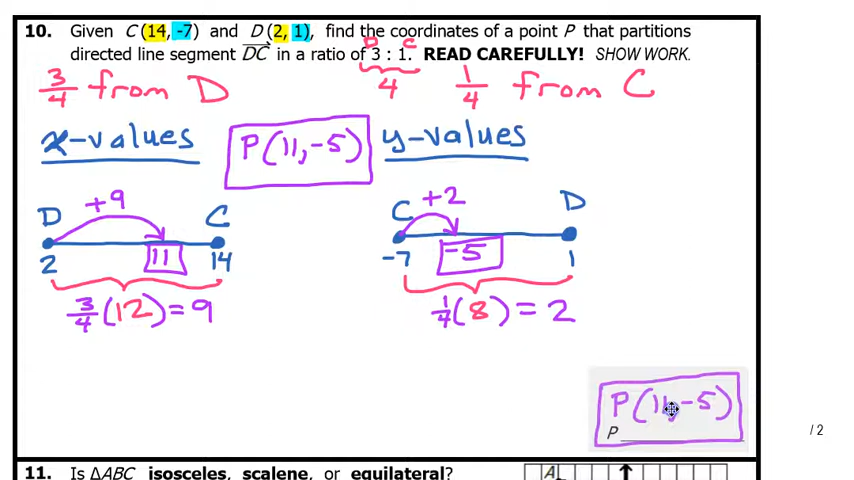 10. Given C (14, -7) and D (2, 1), find the coordinates of a point P that partitions
directed line segment DC in a ratio of 3 : 1. READ CAREFULLY! SHOW WORK.
D C
3/4 from D
4
1/4 from C
x-values
P(11, -5)
y-values
+9
D C
2 11 14
3/4 (12) = 9
+2
C D
-7 -5 1
1/4 (8) = 2
P(11, -5)
P
/ 2
11. Is ΔABC isosceles, scalene, or equilateral?
A